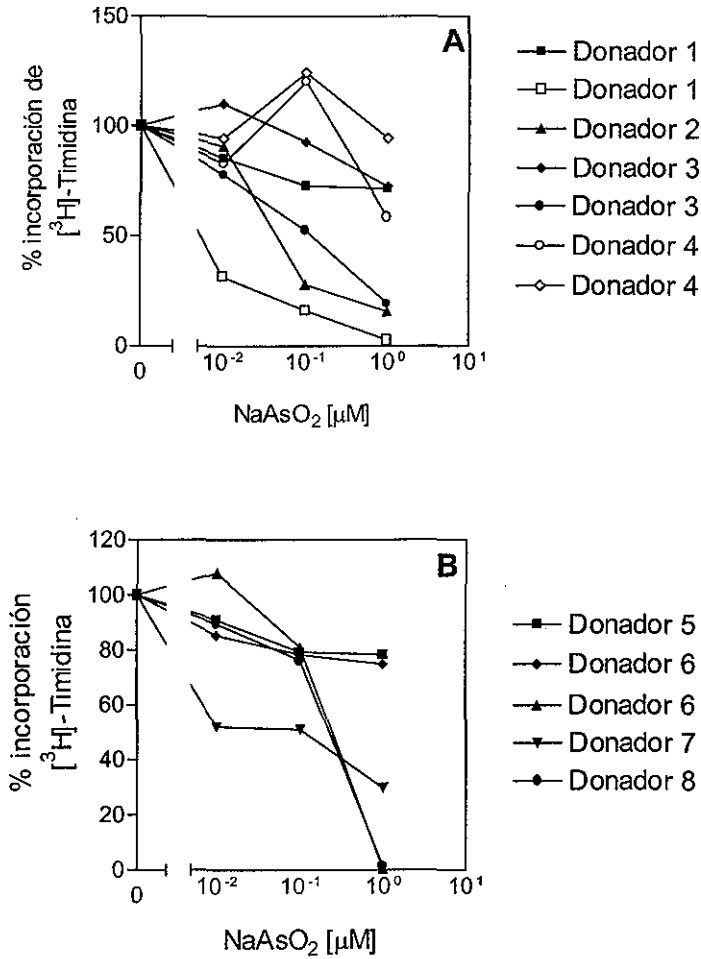 A
% incorporación de
[³H]-Timidina
150
100
50
0
0
10⁻²
10⁻¹
10⁰
10¹
NaAsO₂ [µM]
Donador 1
Donador 1
Donador 2
Donador 3
Donador 3
Donador 4
Donador 4
B
% incorporación
[³H]-Timidina
120
100
80
60
40
20
0
0
10⁻²
10⁻¹
10⁰
10¹
NaAsO₂ [µM]
Donador 5
Donador 6
Donador 6
Donador 7
Donador 8